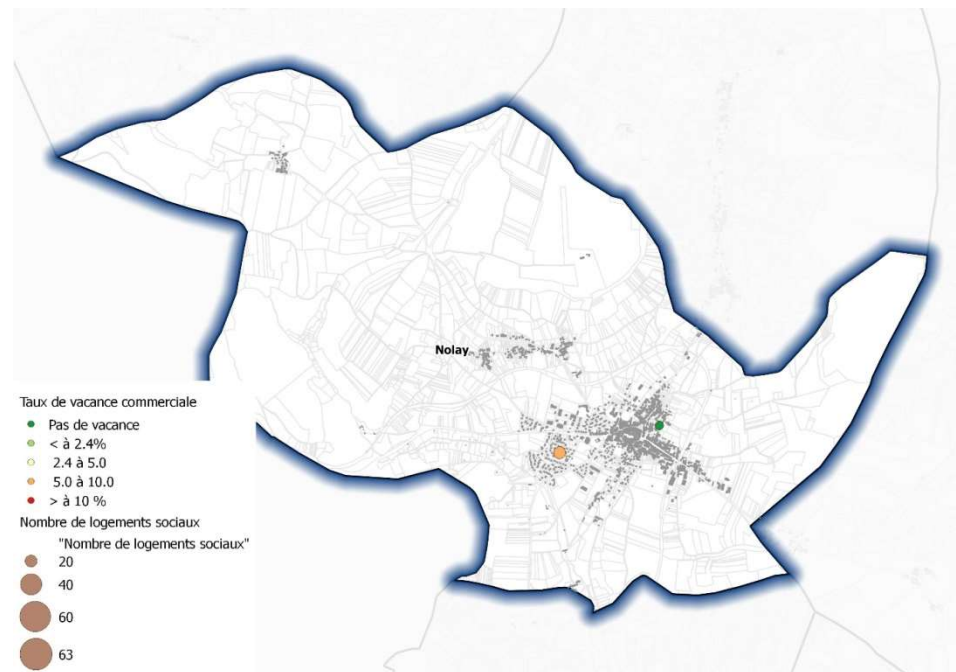 Nolay
Taux de vacance commerciale
Pas de vacance
< à 2.4%
2.4 à 5.0
5.0 à 10.0
> à 10 %
Nombre de logements sociaux
"Nombre de logements sociaux"
20
40
60
63